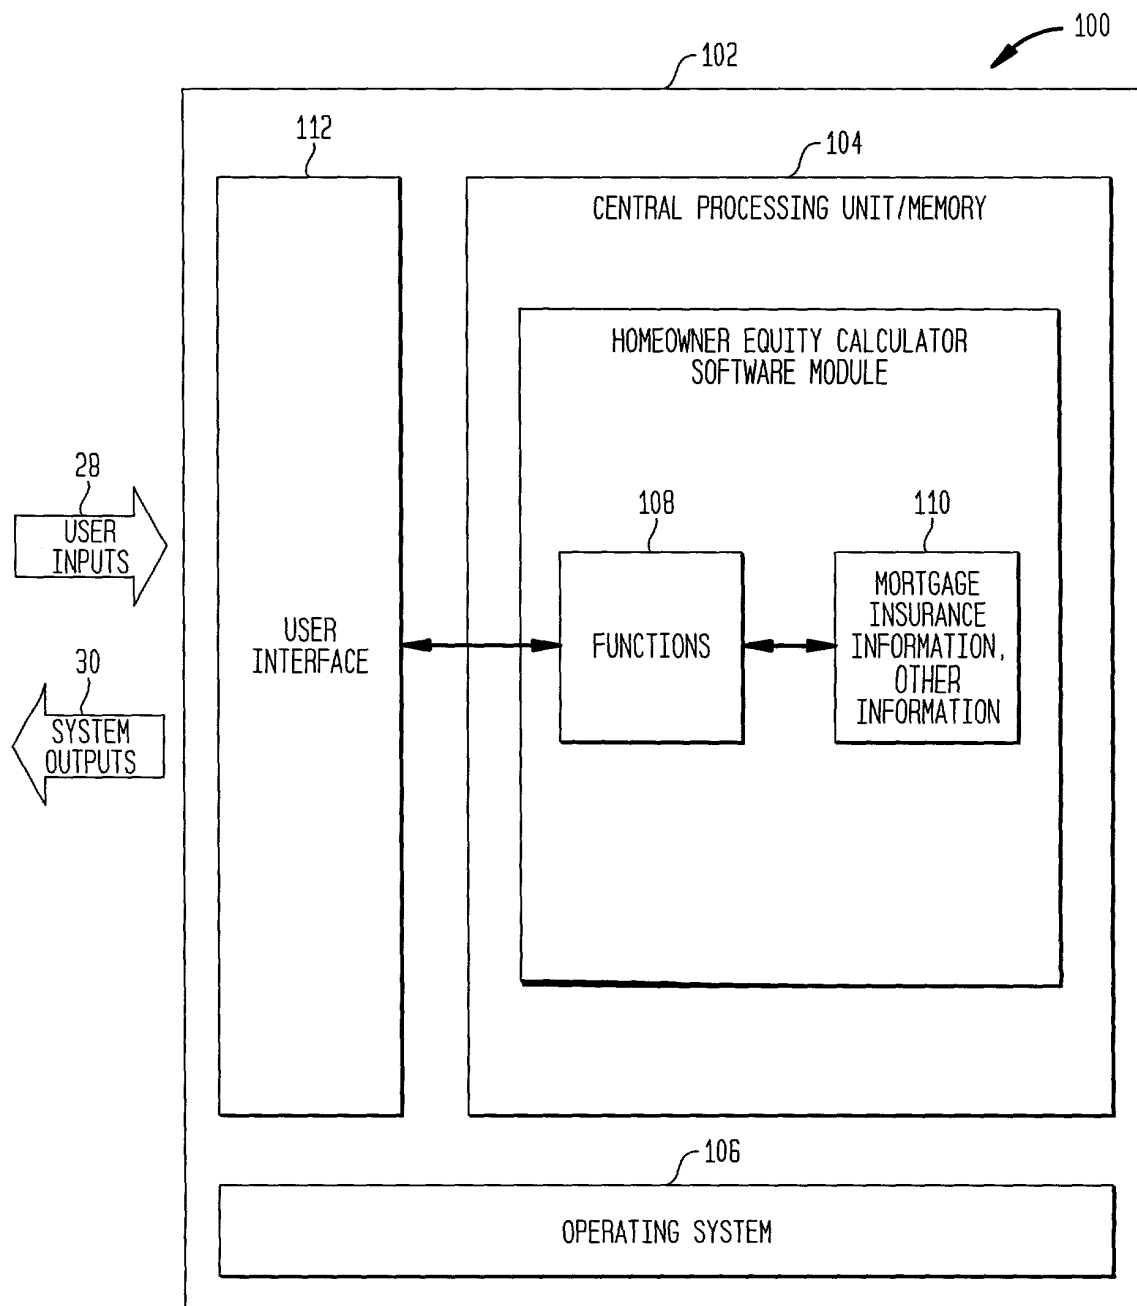 100
102
112
104
CENTRAL PROCESSING UNIT/MEMORY
HOMEOWNER EQUITY CALCULATOR
SOFTWARE MODULE
28
USER
INPUTS
108
110
FUNCTIONS
MORTGAGE
INSURANCE
INFORMATION,
OTHER
INFORMATION
USER
INTERFACE
30
SYSTEM
OUTPUTS
106
OPERATING SYSTEM